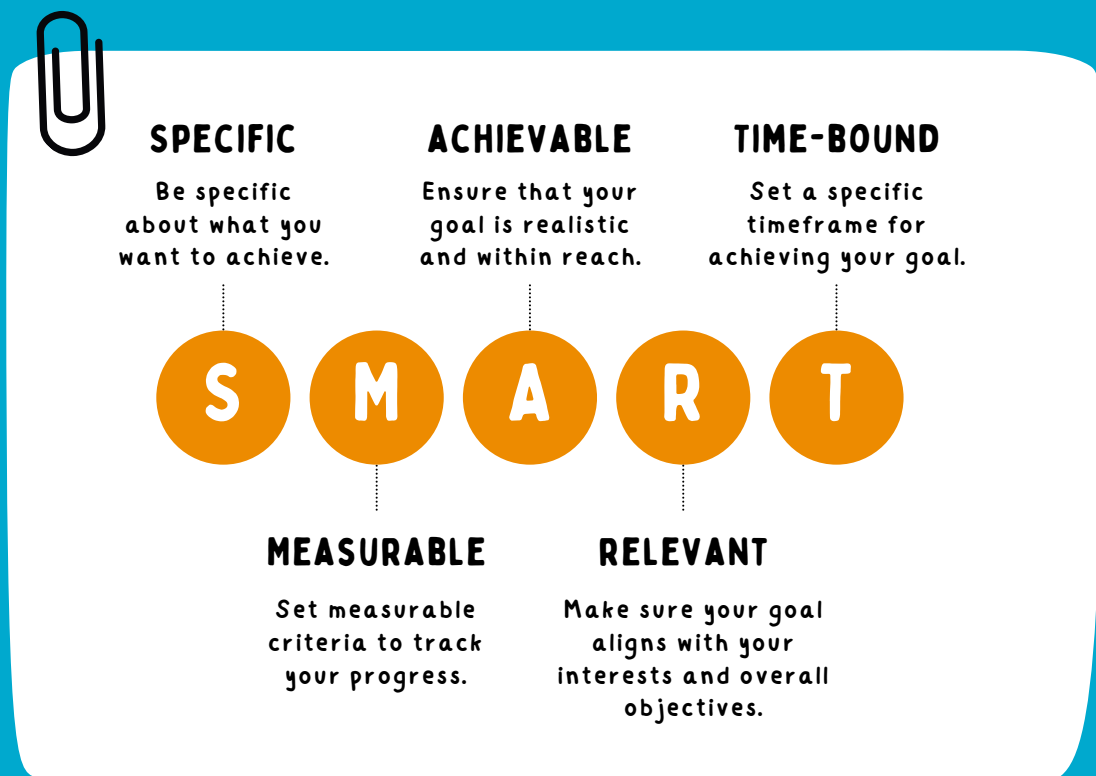 SPECIFIC
Be specific
about what you
want to achieve.
ACHIEVABLE
Ensure that your
goal is realistic
and within reach.
TIME-BOUND
Set a specific
timeframe for
achieving your goal.
S M A R T
MEASURABLE
Set measurable
criteria to track
your progress.
RELEVANT
Make sure your goal
aligns with your
interests and overall
objectives.